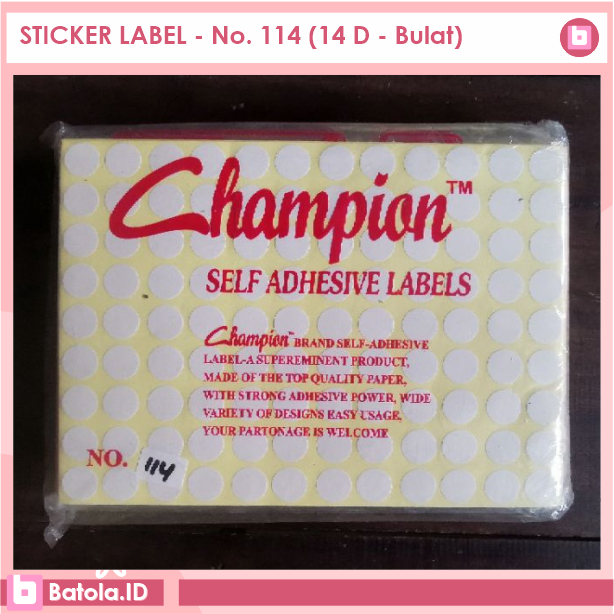 STICKER LABEL - No. 114 (14 D - Bulat)
Champion™
SELF ADHESIVE LABELS
Champion™ BRAND SELF-ADHESIVE
LABEL-A SUPEREMINENT PRODUCT,
MADE OF THE TOP QUALITY PAPER,
WITH STRONG ADHESIVE POWER, WIDE
VARIETY OF DESIGNS EASY USAGE,
YOUR PARTONAGE IS WELCOME
NO. 114
Batola.ID